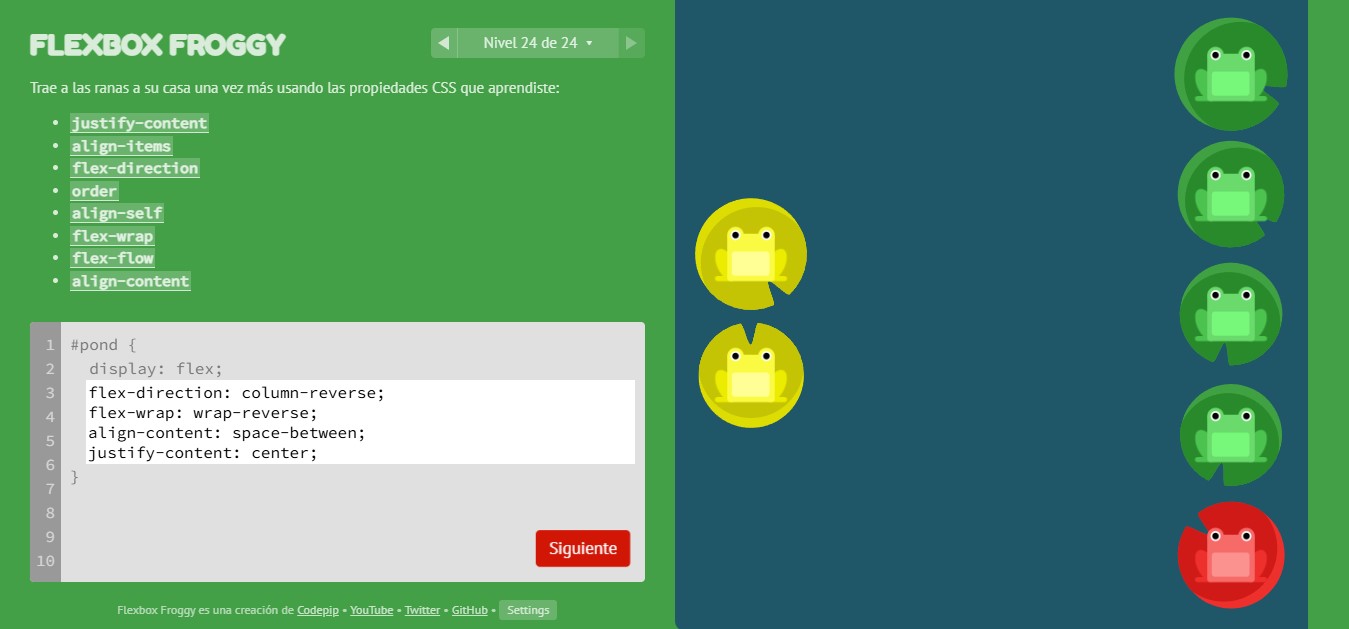 FLEXBOX FROGGY
◀ Nivel 24 de 24 ▾ ▶
Trae a las ranas a su casa una vez más usando las propiedades CSS que aprendiste:
• justify-content
• align-items
• flex-direction
• order
• align-self
• flex-wrap
• flex-flow
• align-content
1 #pond {
2 display: flex;
3 flex-direction: column-reverse;
4 flex-wrap: wrap-reverse;
5 align-content: space-between;
6 justify-content: center;
7 }
8
9
10
Siguiente
Flexbox Froggy es una creación de Codepip • YouTube • Twitter • GitHub • Settings